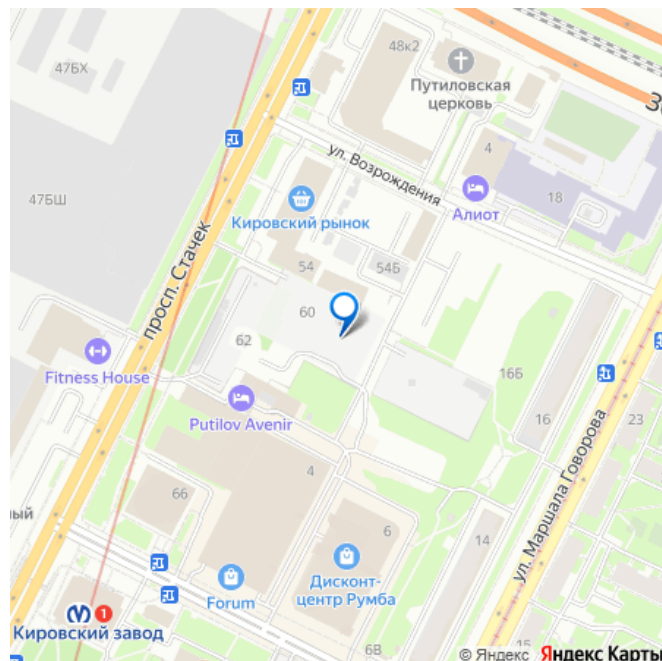 48к2
47БХ
Путиловская
церковь
ул. Возрождения
4
18
47БШ
Алиот
Кировский рынок
просп. Стачек
54
54Б
60
62
Fitness House
16Б
Putilov Avenir
16
23
ул. Маршала Говорова
4
66
ный
6
14
Дисконт-
центр Румба
Forum
1
Кировский завод
6В
15
© Яндекс Яндекс Карты